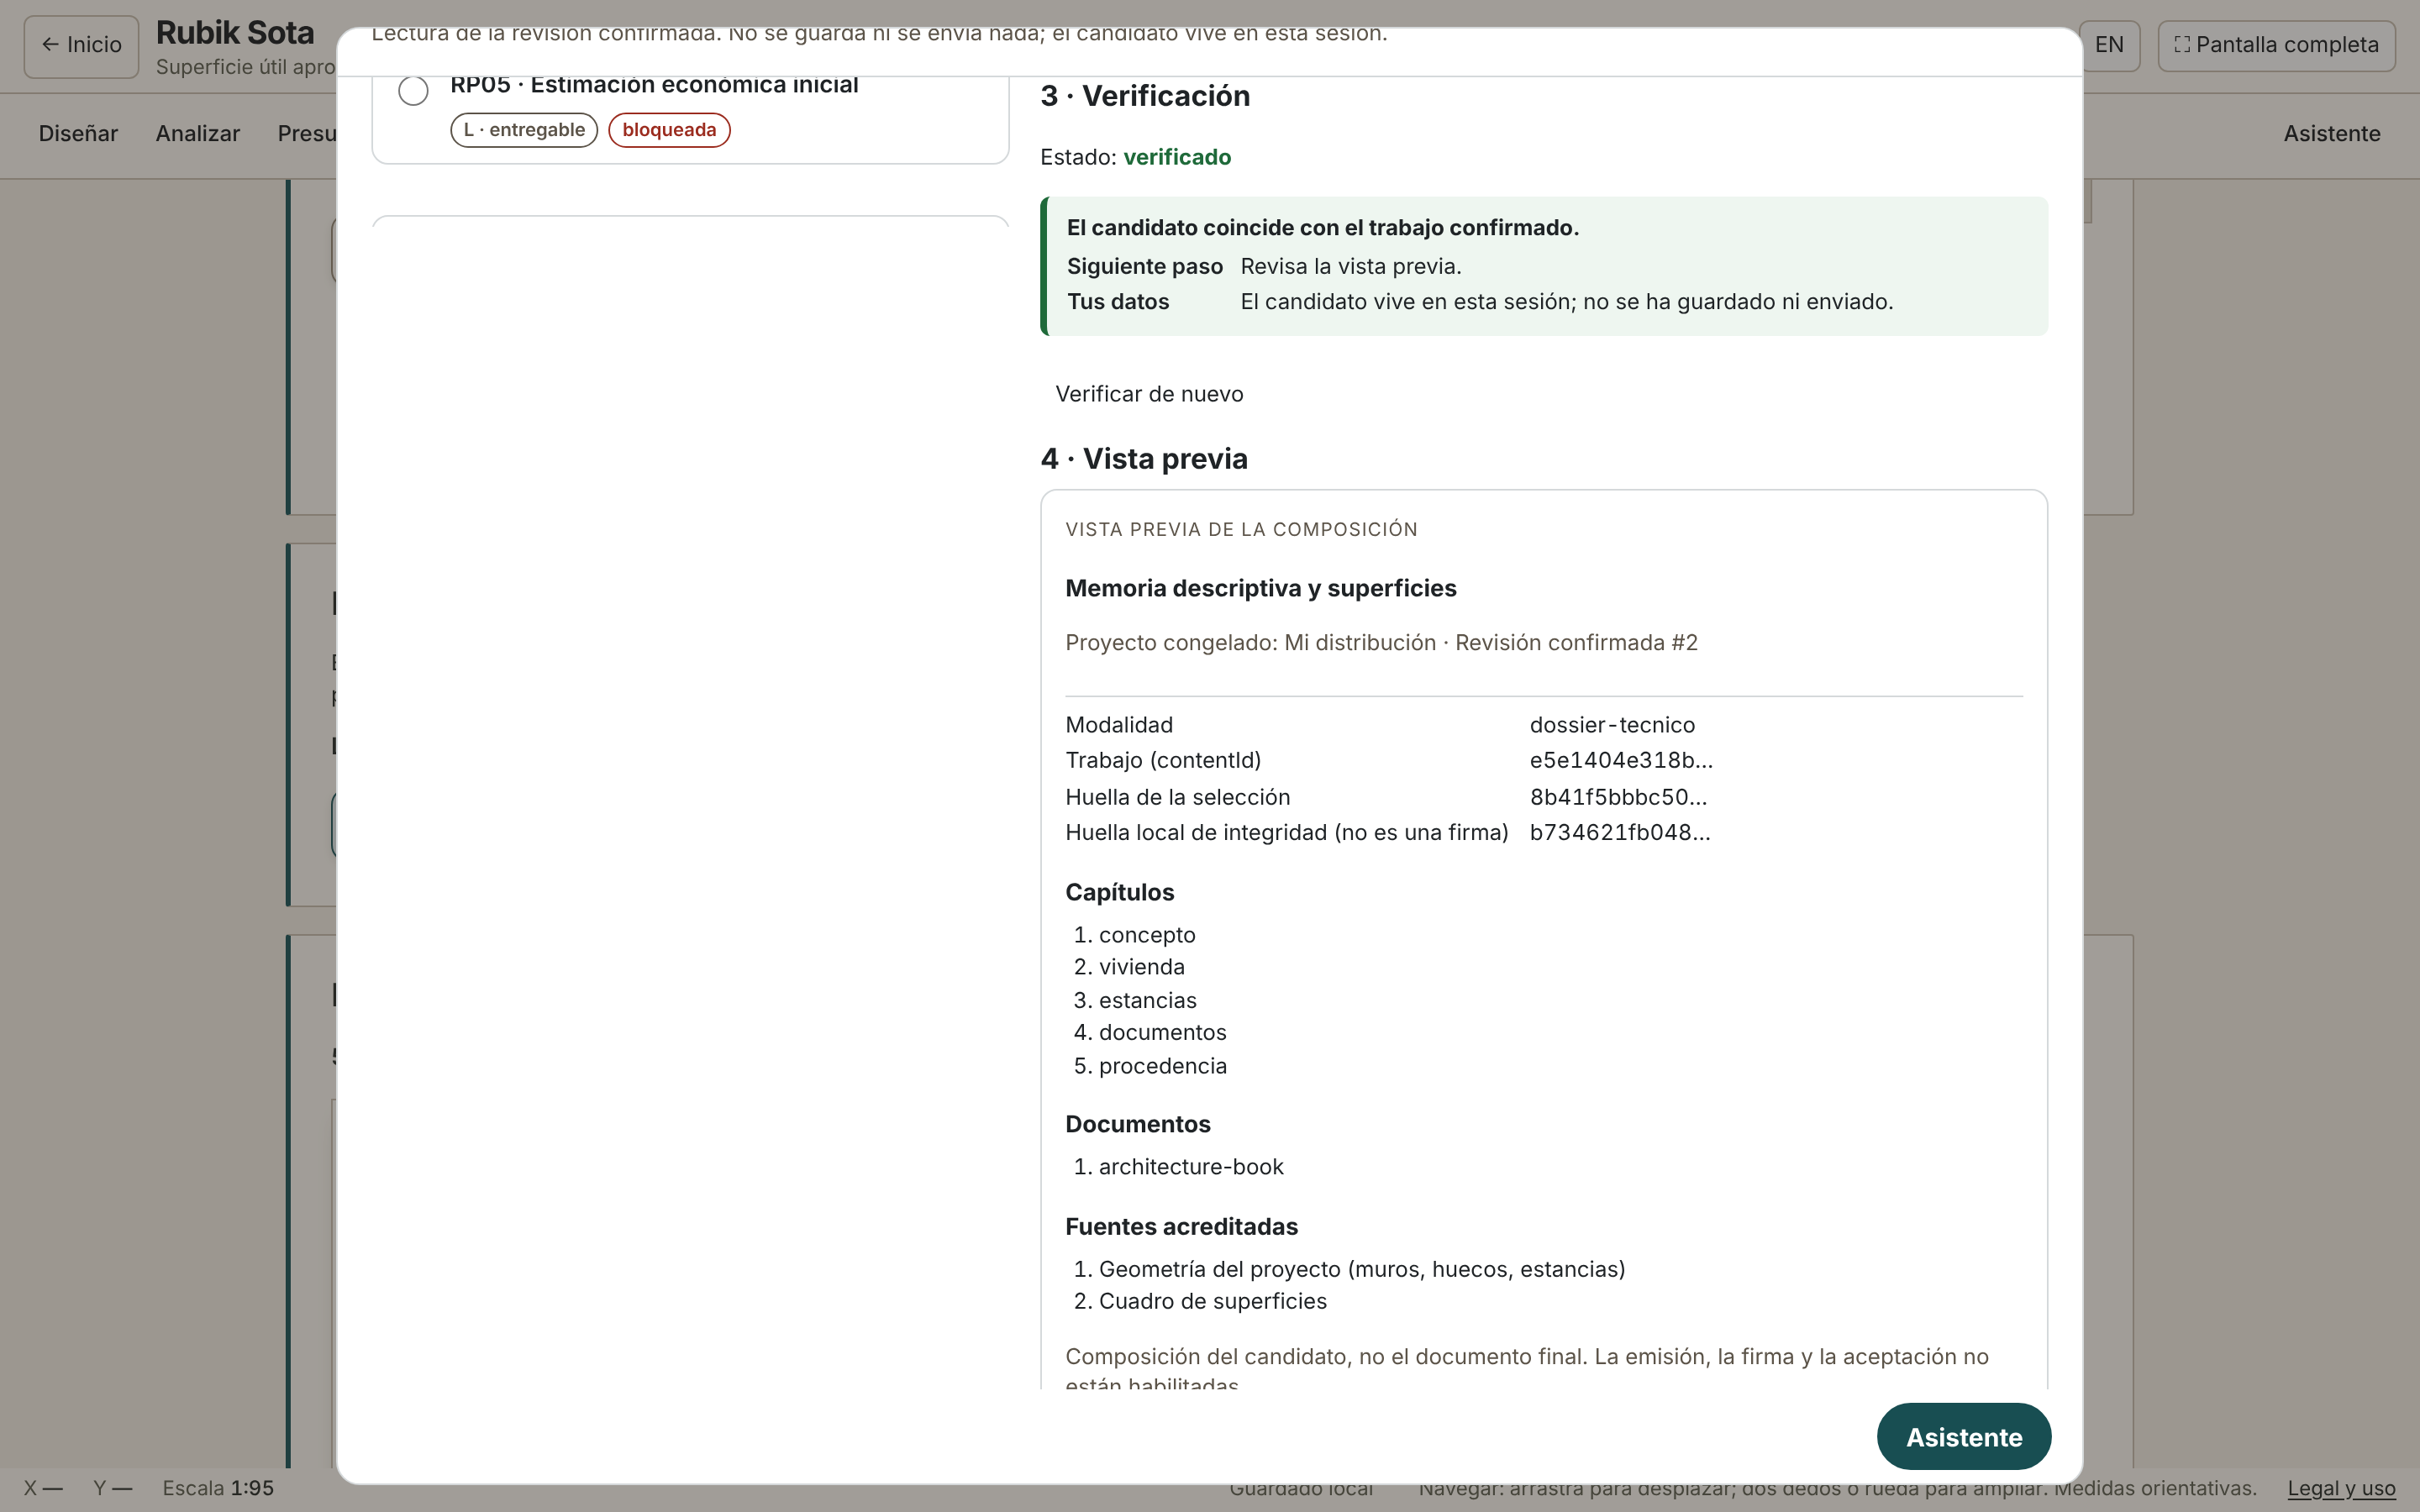 ← Inicio
Rubik Sota
Superficie útil apro
EN
Pantalla completa
Diseñar
Analizar
Presu
Asistente
Lectura de la revisión confirmada. No se guarda ni se envía nada; el candidato vive en esta sesión.
RP05 · Estimación económica inicial
L · entregable
bloqueada
3 · Verificación
Estado: verificado
El candidato coincide con el trabajo confirmado.
Siguiente paso Revisa la vista previa.
Tus datos El candidato vive en esta sesión; no se ha guardado ni enviado.
Verificar de nuevo
4 · Vista previa
VISTA PREVIA DE LA COMPOSICIÓN
Memoria descriptiva y superficies
Proyecto congelado: Mi distribución · Revisión confirmada #2
Modalidad dossier-tecnico
Trabajo (contentId) e5e1404e318b…
Huella de la selección 8b41f5bbbc50…
Huella local de integridad (no es una firma) b734621fb048…
Capítulos
1. concepto
2. vivienda
3. estancias
4. documentos
5. procedencia
Documentos
1. architecture-book
Fuentes acreditadas
1. Geometría del proyecto (muros, huecos, estancias)
2. Cuadro de superficies
Composición del candidato, no el documento final. La emisión, la firma y la aceptación no
están habilitadas
Asistente
X —
Y —
Escala 1:95
Guardado local
Navegar: arrastra para desplazar; dos dedos o rueda para ampliar. Medidas orientativas.
Legal y uso